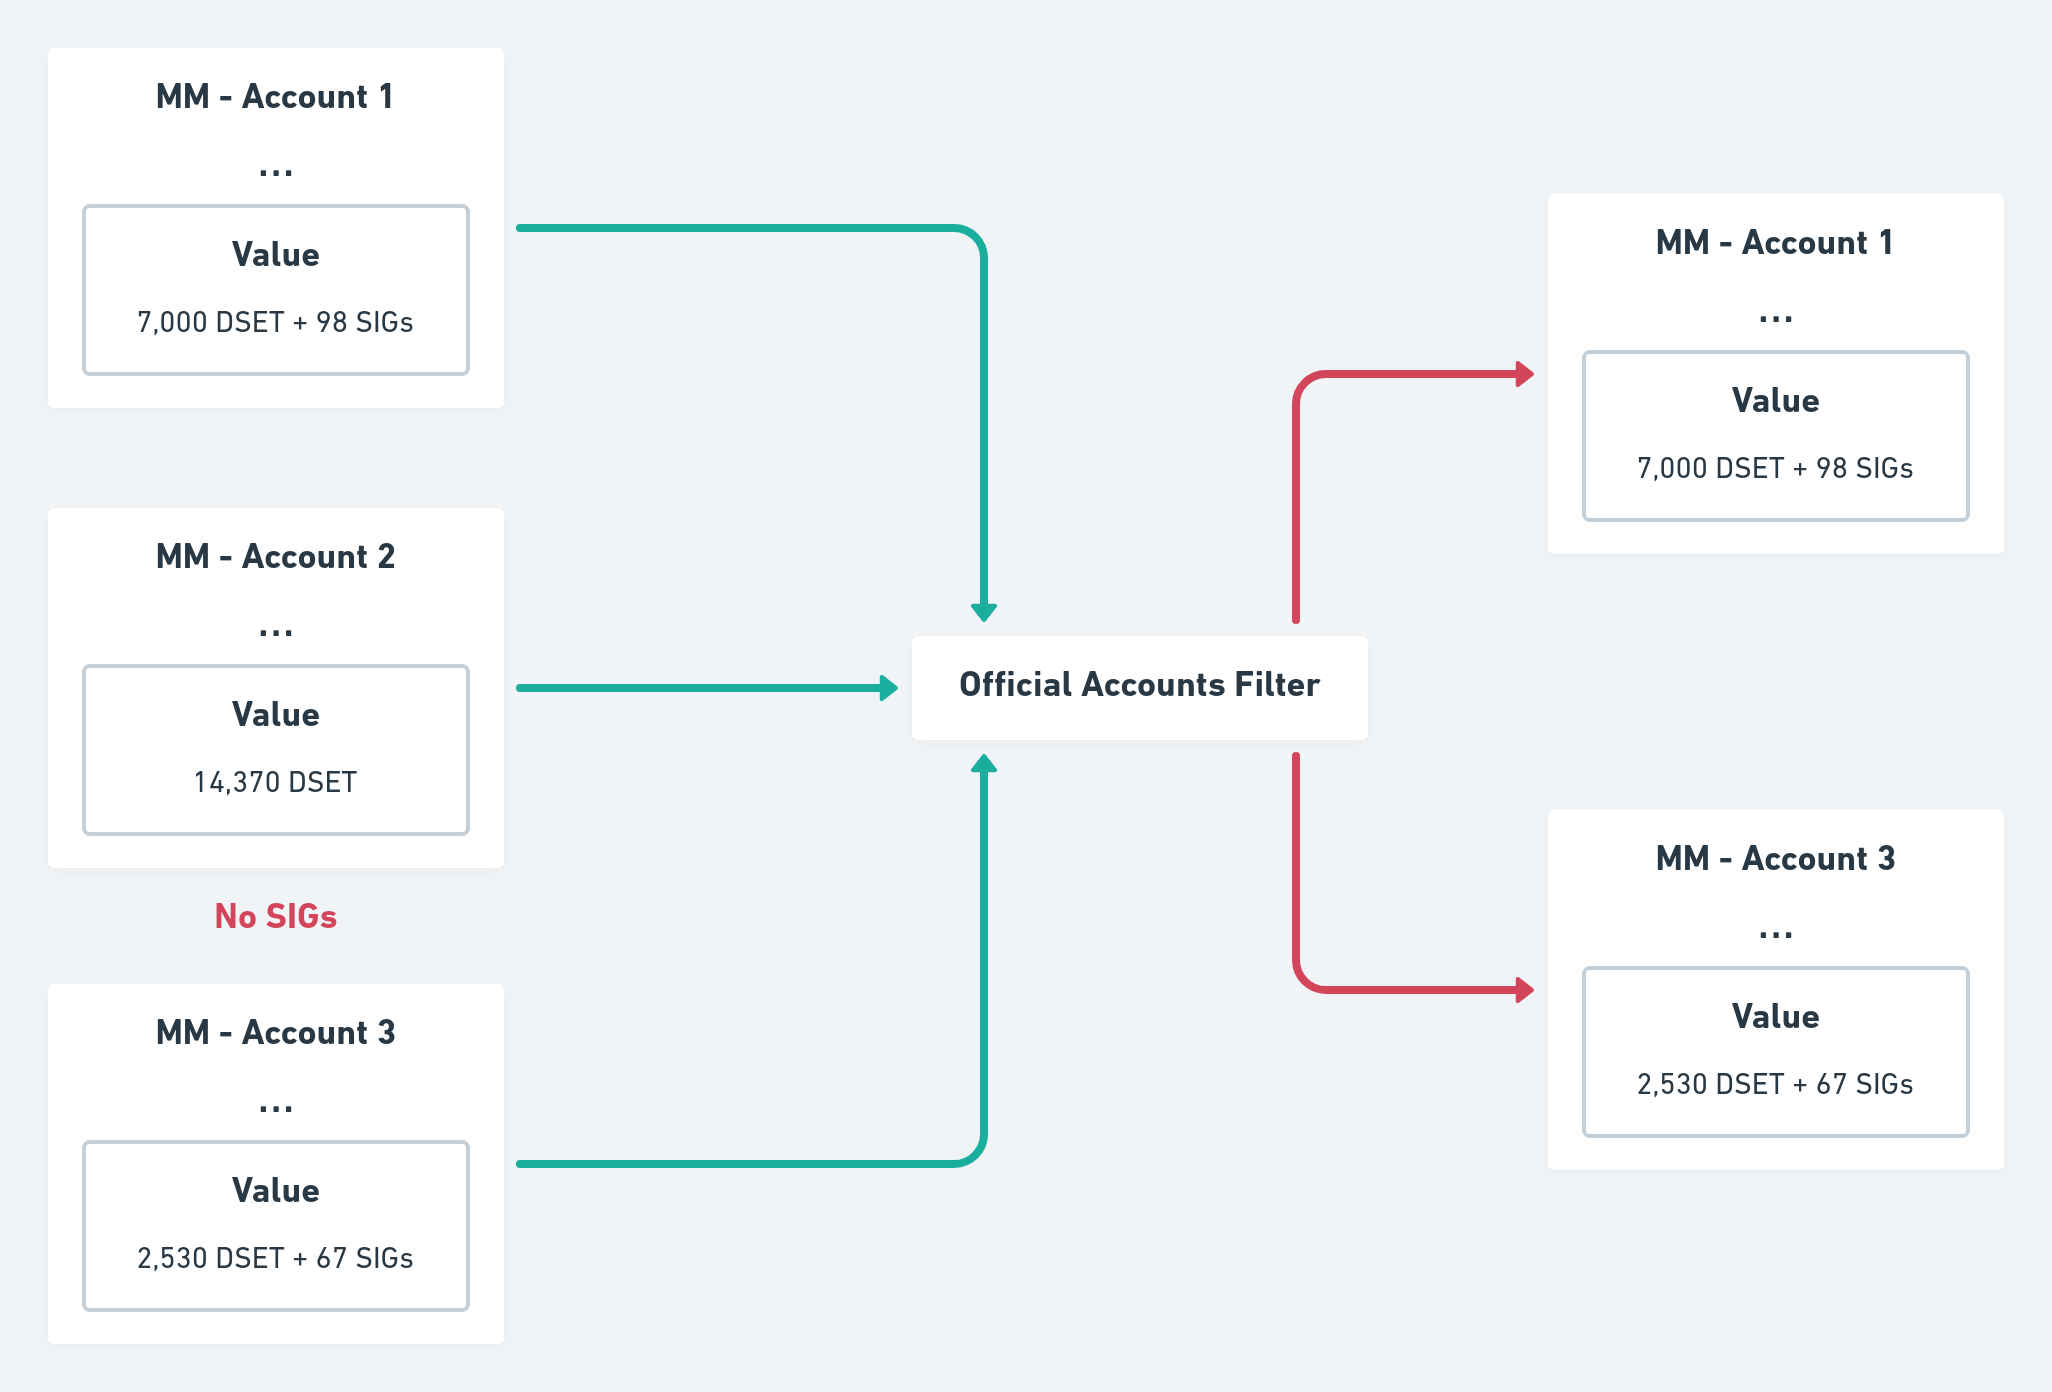 MM - Account 1
...
Value
7,000 DSET + 98 SIGs
MM - Account 2
...
Value
14,370 DSET
No SIGs
MM - Account 3
...
Value
2,530 DSET + 67 SIGs
Official Accounts Filter
MM - Account 1
...
Value
7,000 DSET + 98 SIGs
MM - Account 3
...
Value
2,530 DSET + 67 SIGs